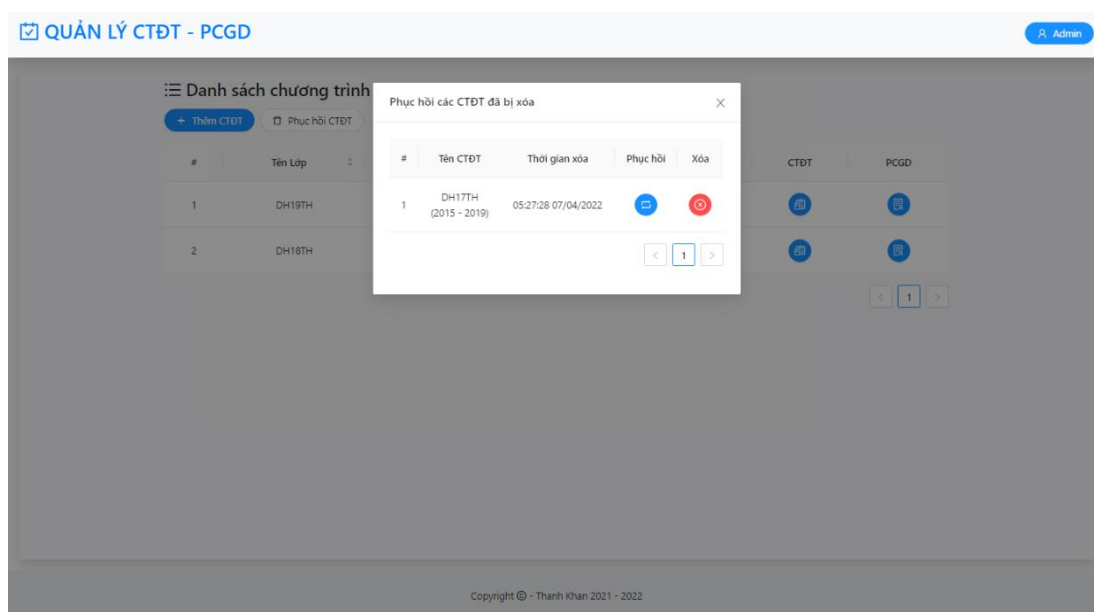 QUẢN LÝ CTĐT - PCGD
Admin
Danh sách chương trình
+ Thêm CTĐT
Phục hồi CTĐT
# Tên Lớp CTĐT PCGD
1 DH19TH
2 DH18TH
< 1 >
Phục hồi các CTĐT đã bị xóa
# Tên CTĐT Thời gian xóa Phục hồi Xóa
1 DH17TH
(2015 - 2019) 05:27:28 07/04/2022
< 1 >
Copyright © - Thanh Khan 2021 - 2022